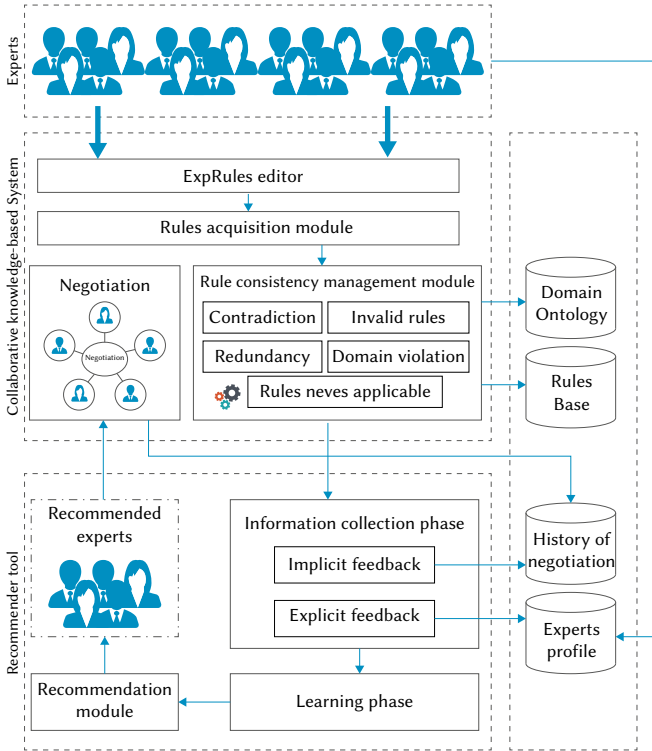 Experts
Collaborative knowledge-based System
ExpRules editor
Rules acquisition module
Negotiation
Negotiation
Rule consistency management module
Contradiction
Invalid rules
Redundancy
Domain violation
Rules neves applicable
Domain
Ontology
Rules
Base
Recommender tool
Recommended
experts
Information collection phase
Implicit feedback
Explicit feedback
History of
negotiation
Experts
profile
Recommendation
module
Learning phase